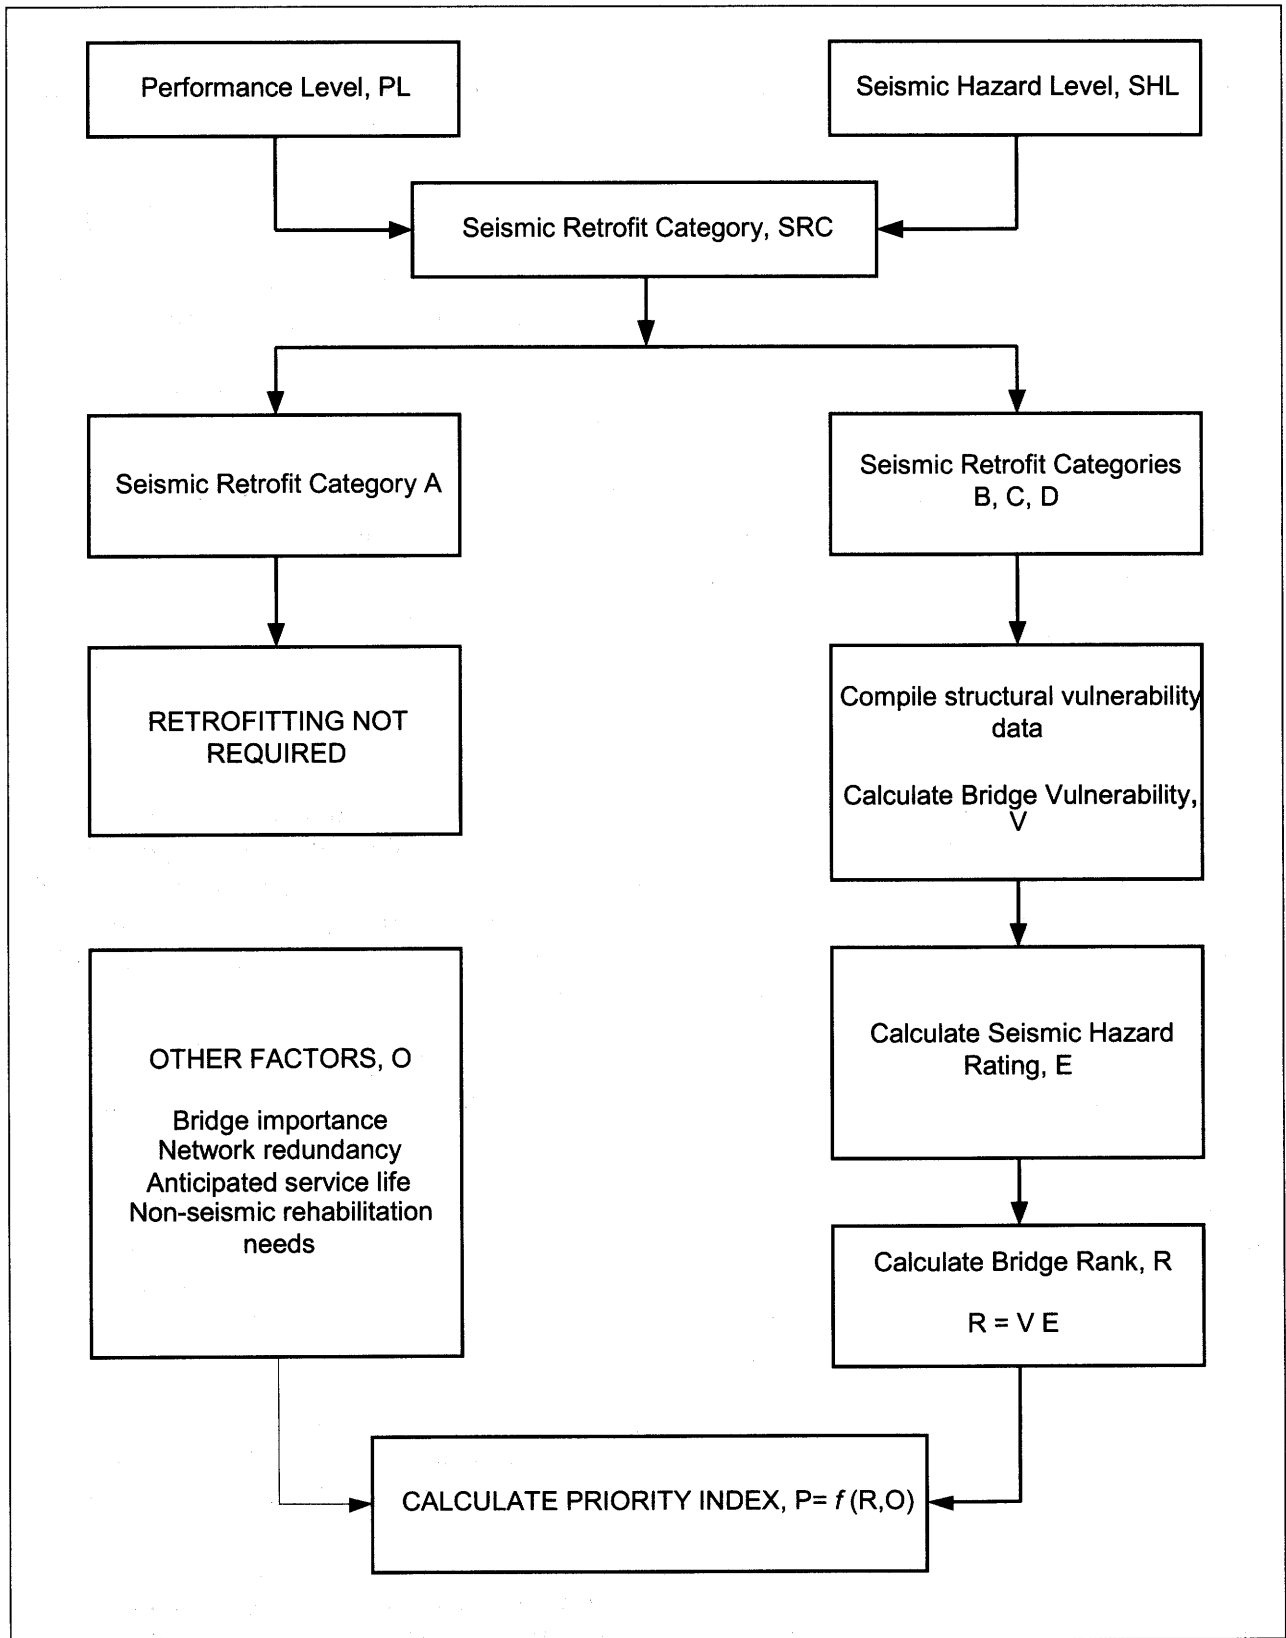 Performance Level, PL
Seismic Hazard Level, SHL
Seismic Retrofit Category, SRC
Seismic Retrofit Category A
Seismic Retrofit Categories
B, C, D
RETROFITTING NOT
REQUIRED
Compile structural vulnerability
data
Calculate Bridge Vulnerability,
V
OTHER FACTORS, O
Bridge importance
Network redundancy
Anticipated service life
Non-seismic rehabilitation
needs
Calculate Seismic Hazard
Rating, E
Calculate Bridge Rank, R
R = V E
CALCULATE PRIORITY INDEX, P= f (R,O)